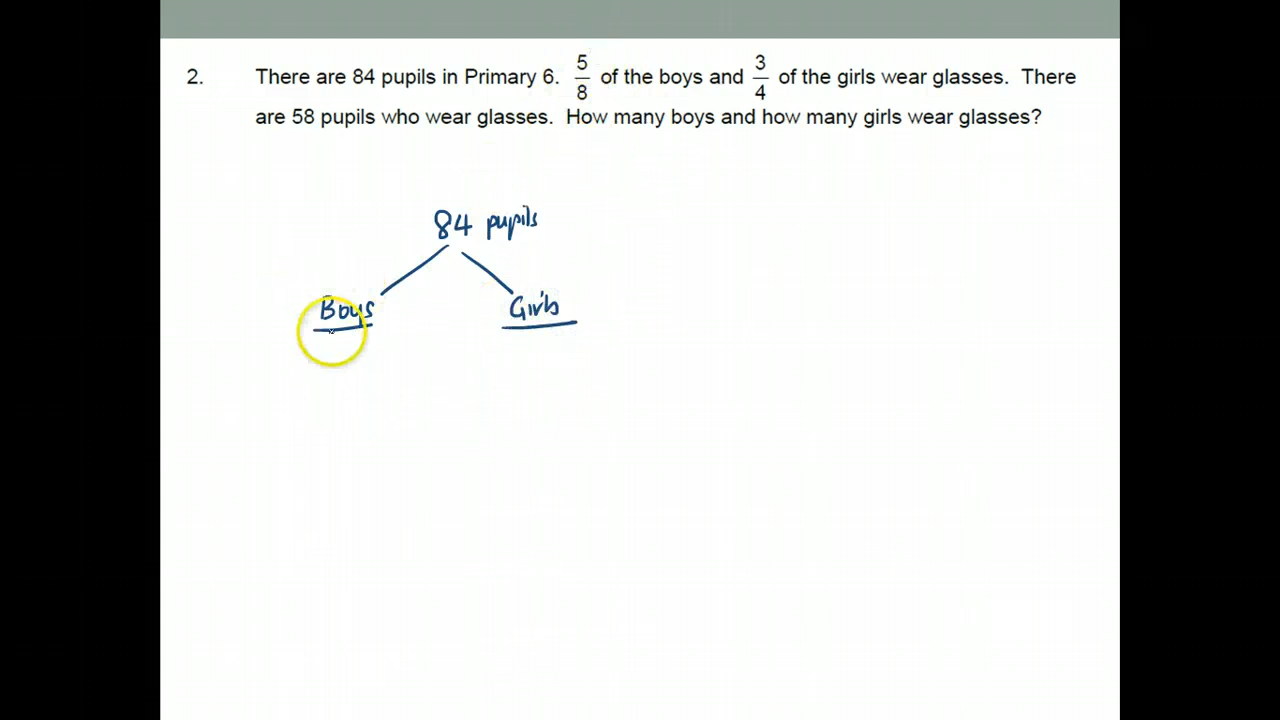 2. There are 84 pupils in Primary 6. 5/8 of the boys and 3/4 of the girls wear glasses. There
are 58 pupils who wear glasses. How many boys and how many girls wear glasses?
84 pupils
Boys Girls